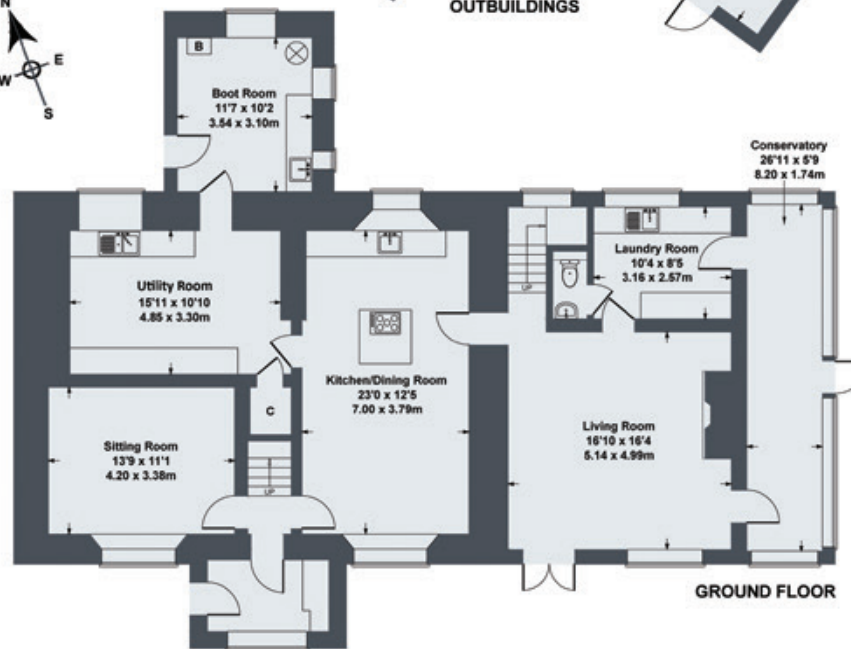 OUTBUILDINGS
N
E
W
S
B
Boot Room
11'7 x 10'2
3.54 x 3.10m
Conservatory
26'11 x 5'9
8.20 x 1.74m
Utility Room
15'11 x 10'10
4.85 x 3.30m
UP
Laundry Room
10'4 x 8'5
3.16 x 2.57m
Kitchen/Dining Room
23'0 x 12'5
7.00 x 3.79m
C
Sitting Room
13'9 x 11'1
4.20 x 3.38m
UP
Living Room
16'10 x 16'4
5.14 x 4.99m
GROUND FLOOR